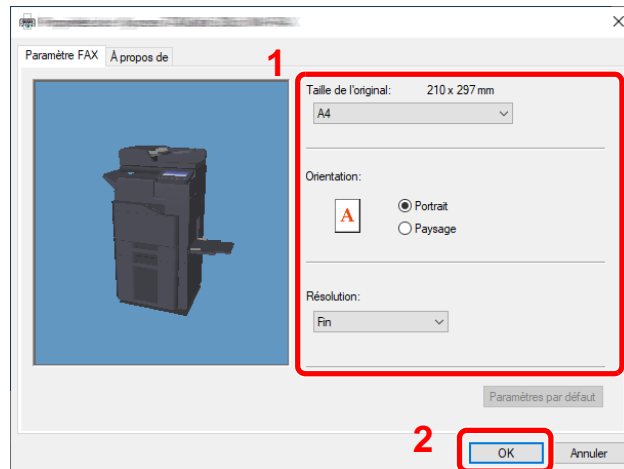 Paramètre FAX À propos de
1
Taille de l'original: 210 x 297 mm
A4
Orientation:
A
Portrait
Paysage
Résolution:
Fin
Paramètres par défaut
2
OK Annuler